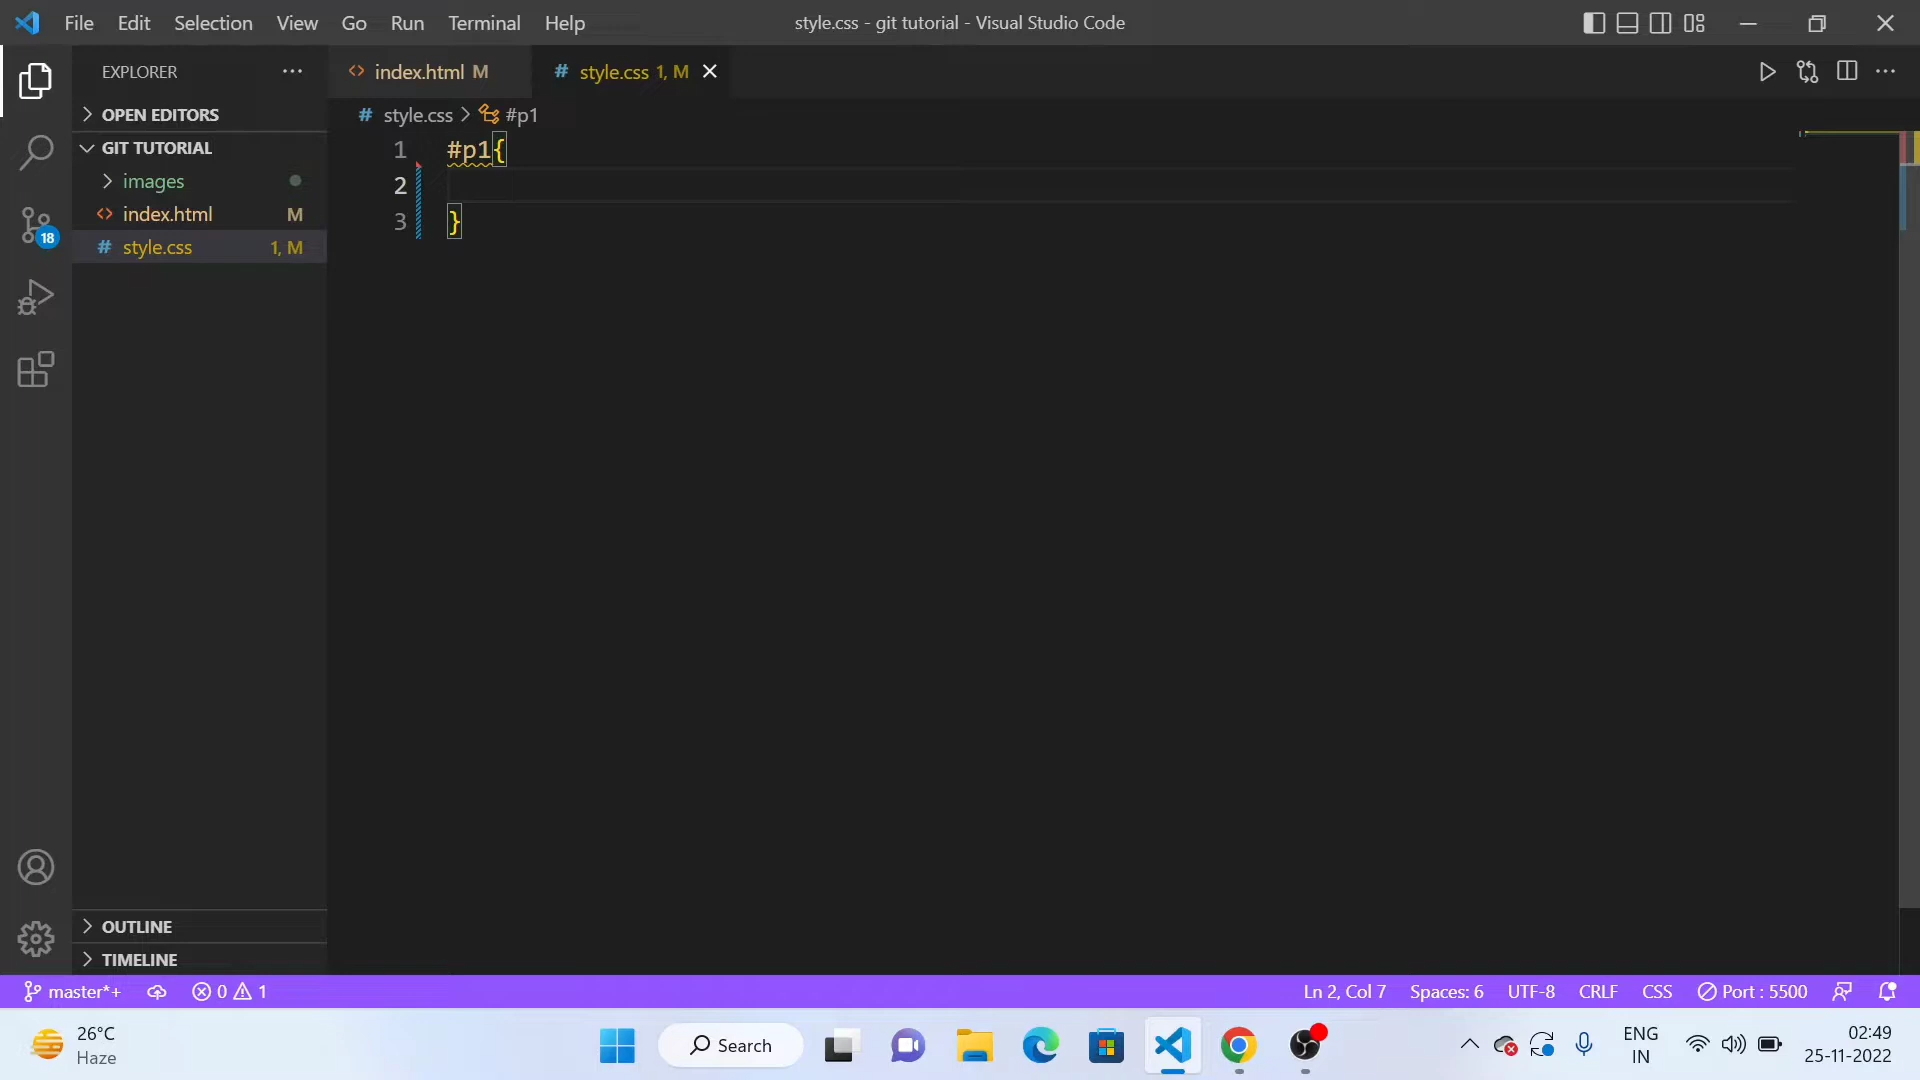 File Edit Selection View Go Run Terminal Help
style.css - git tutorial - Visual Studio Code
EXPLORER
OPEN EDITORS
GIT TUTORIAL
images
index.html M
style.css 1, M
18
index.html M
style.css 1, M
style.css > #p1
1 #p1{
2
3 }
OUTLINE
TIMELINE
master*+ 0 1
Ln 2, Col 7 Spaces: 6 UTF-8 CRLF CSS Port : 5500
26°C
Haze
Search
ENG
IN
02:49
25-11-2022